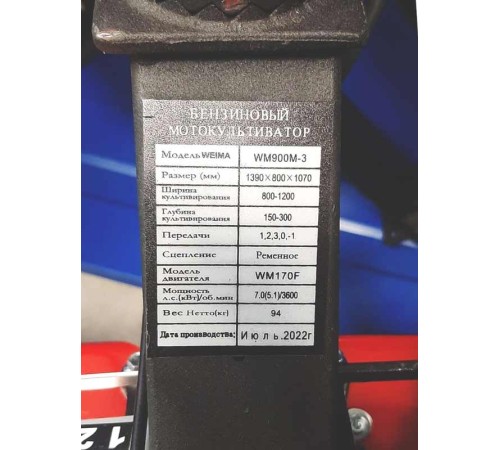 БЕНЗИНОВЫЙ
МОТОКУЛЬТИВАТОР
Модель WEIMA WM900M-3
Размер (мм) 1390×800×1070
Ширина культивирования 800-1200
Глубина культивирования 150-300
Передачи 1,2,3,0,-1
Сцепление Ременное
Модель двигателя WM170F
Мощность л.с.(кВт)/об.мин 7.0(5.1)/3600
Вес Нетто(кг) 94
Дата производства: Июль.2022г
1 2